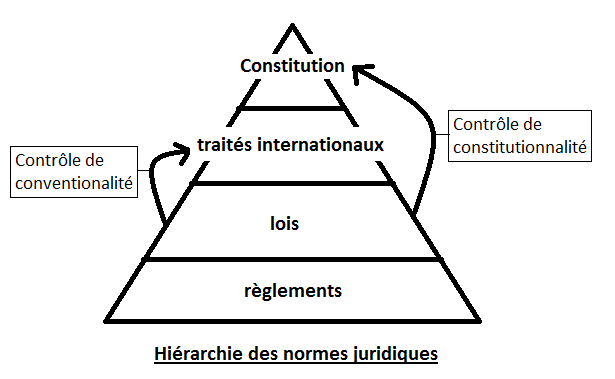 Constitution
Contrôle de
constitutionnalité
traités internationaux
Contrôle de
conventionalité
lois
règlements
Hiérarchie des normes juridiques